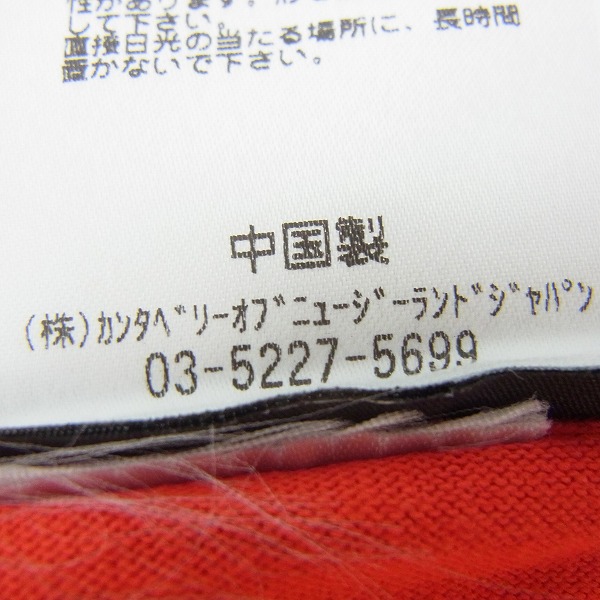 性があります。
して下さい。
直接日光の当たる場所に、長時間
置かないで下さい。
中国製
(株)カンタベリーオブニュージーランドジャパン
03-5227-5699